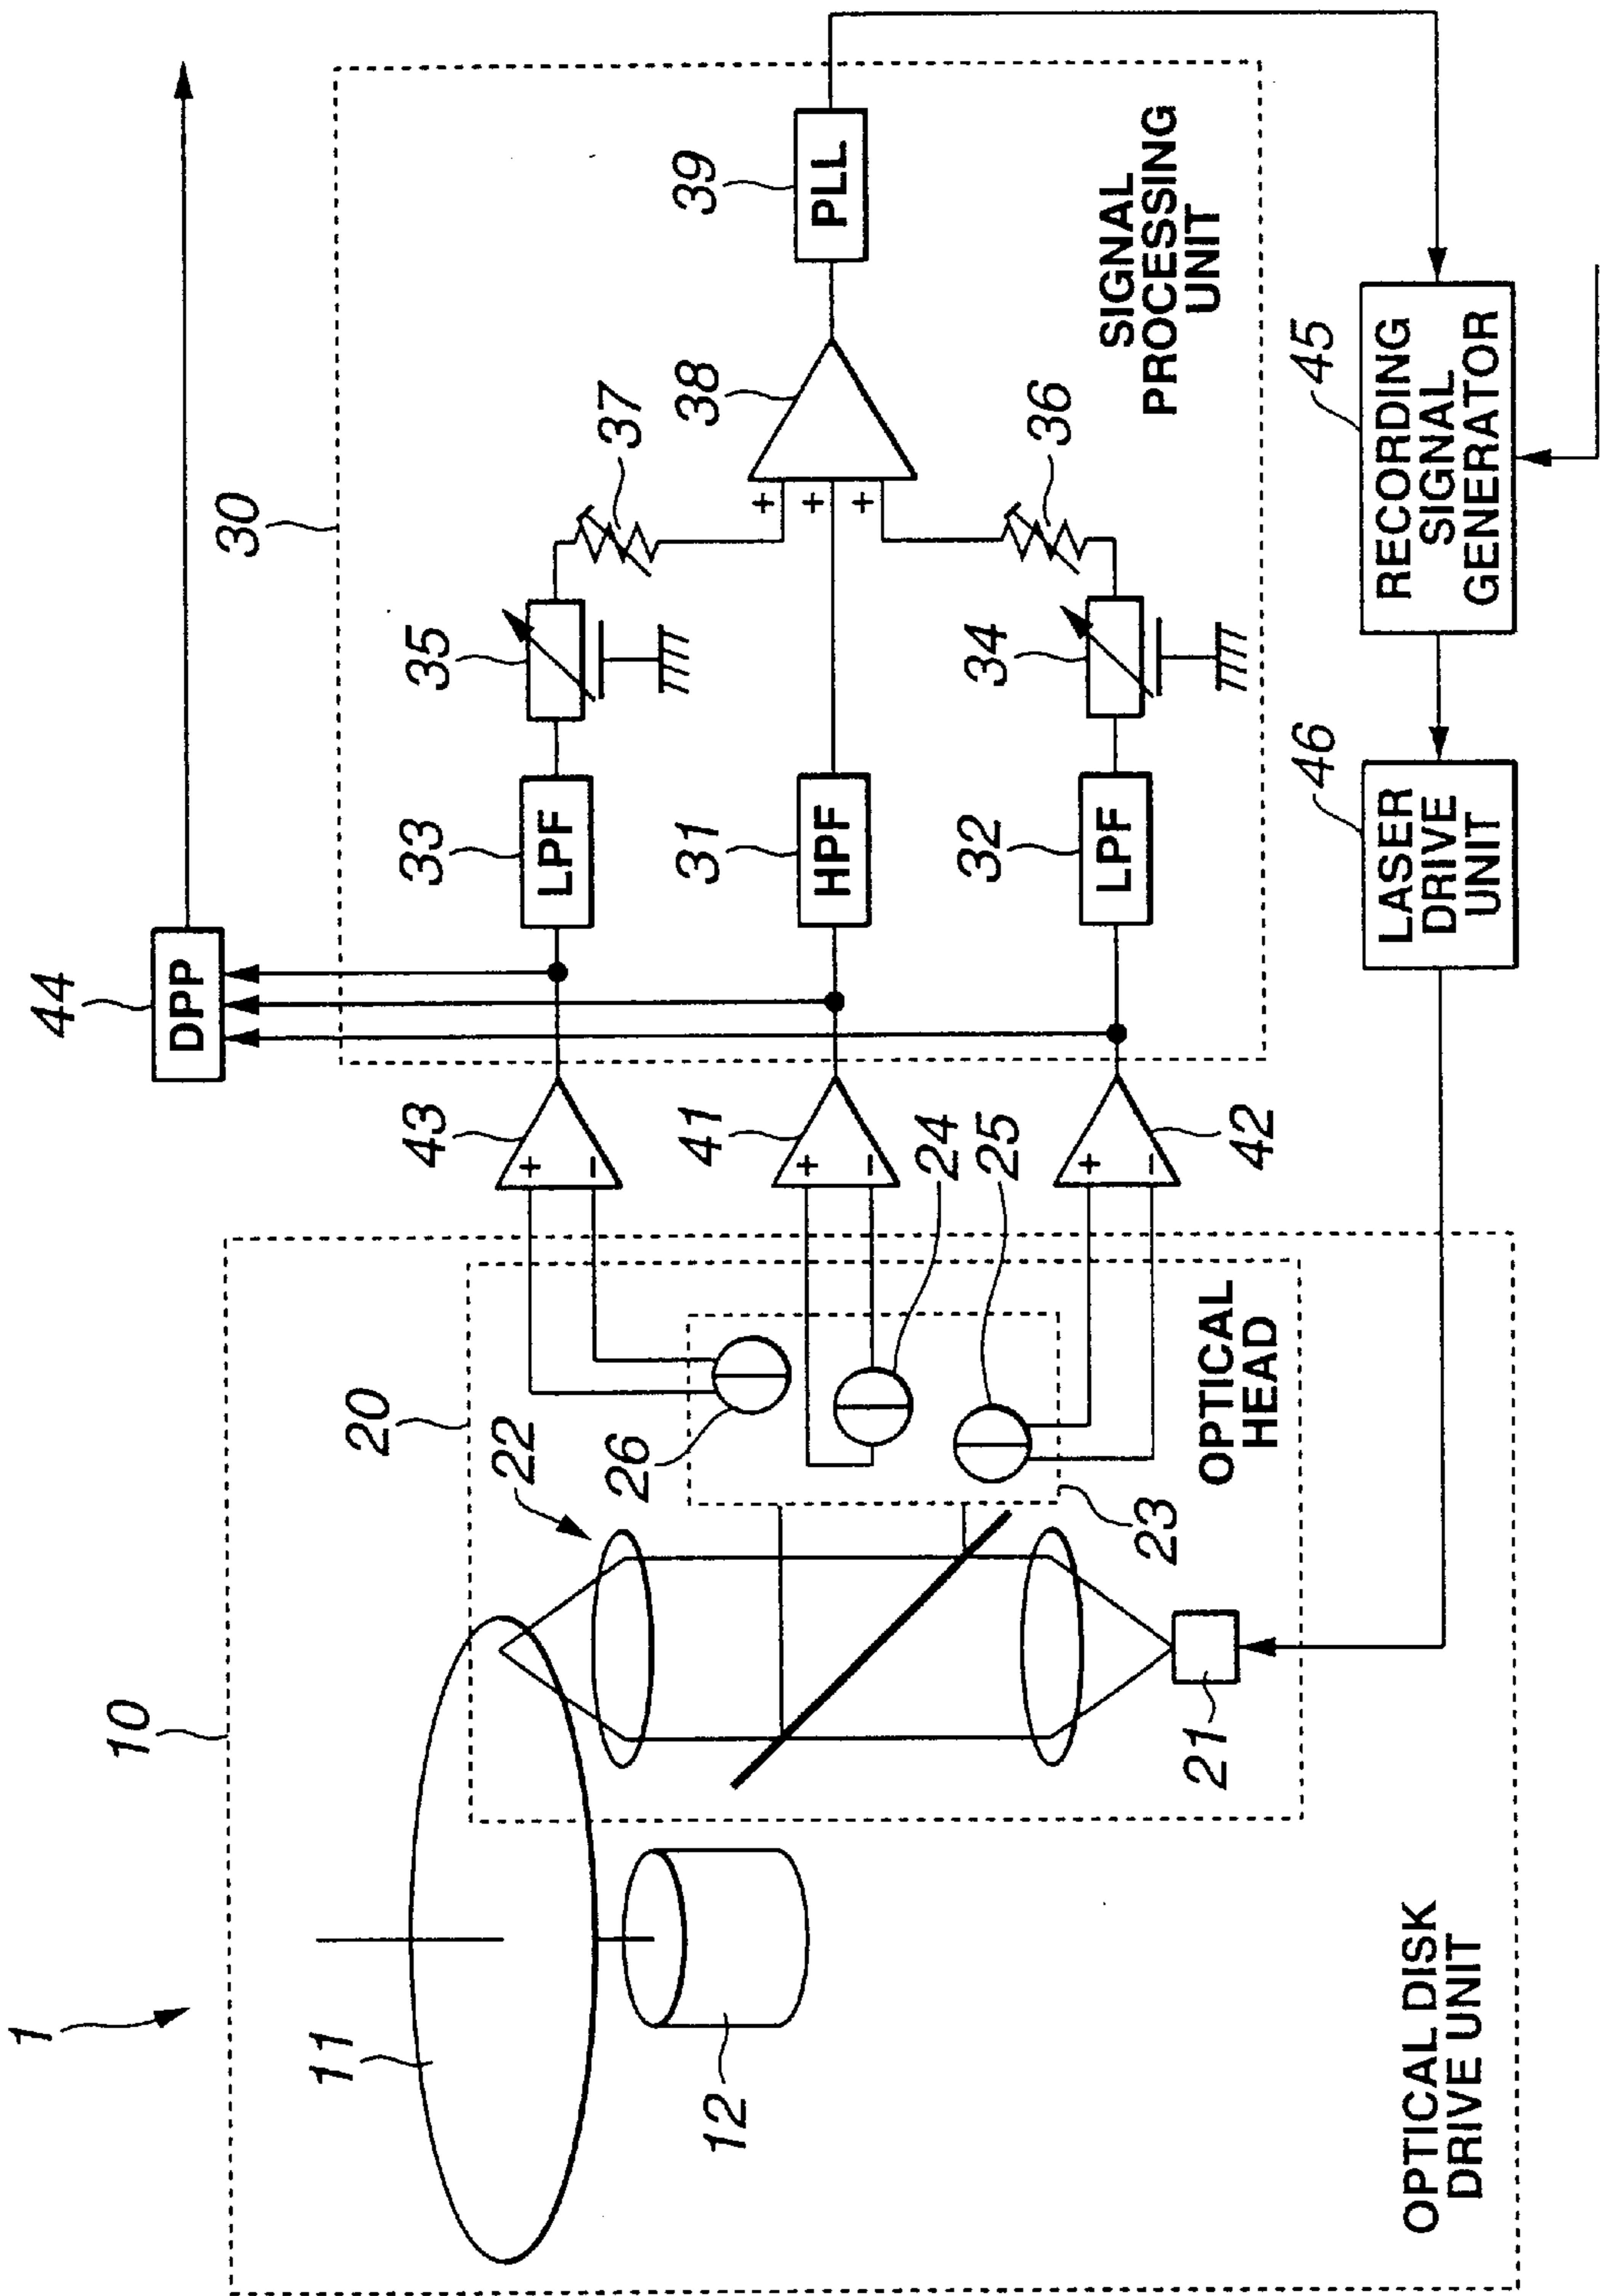 1
10
11
12
OPTICAL DISK
DRIVE UNIT
20
22
21
23
26
24
25
OPTICAL
HEAD
43
+
−
41
+
−
42
+
−
44
DPP
30
33
LPF
31
HPF
32
LPF
35
34
37
36
+
+
+
38
39
PLL
SIGNAL
PROCESSING
UNIT
45
RECORDING
SIGNAL
GENERATOR
46
LASER
DRIVE
UNIT